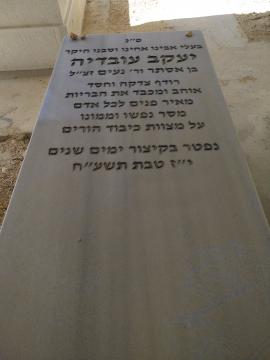 מ"נ
בעלי אבינו אחינו וסבנו היקר
יעקב עובדיה
בן אסתר ור' נעים זצ"ל
רודף צדקה וחסד
אוהב ומכבד את הבריות
מאיר פנים לכל אדם
מסר נפשו וממונו
על מצוות כיבוד הורים
נפטר בקיצור ימים שנים
י"ז טבת תשע"ח